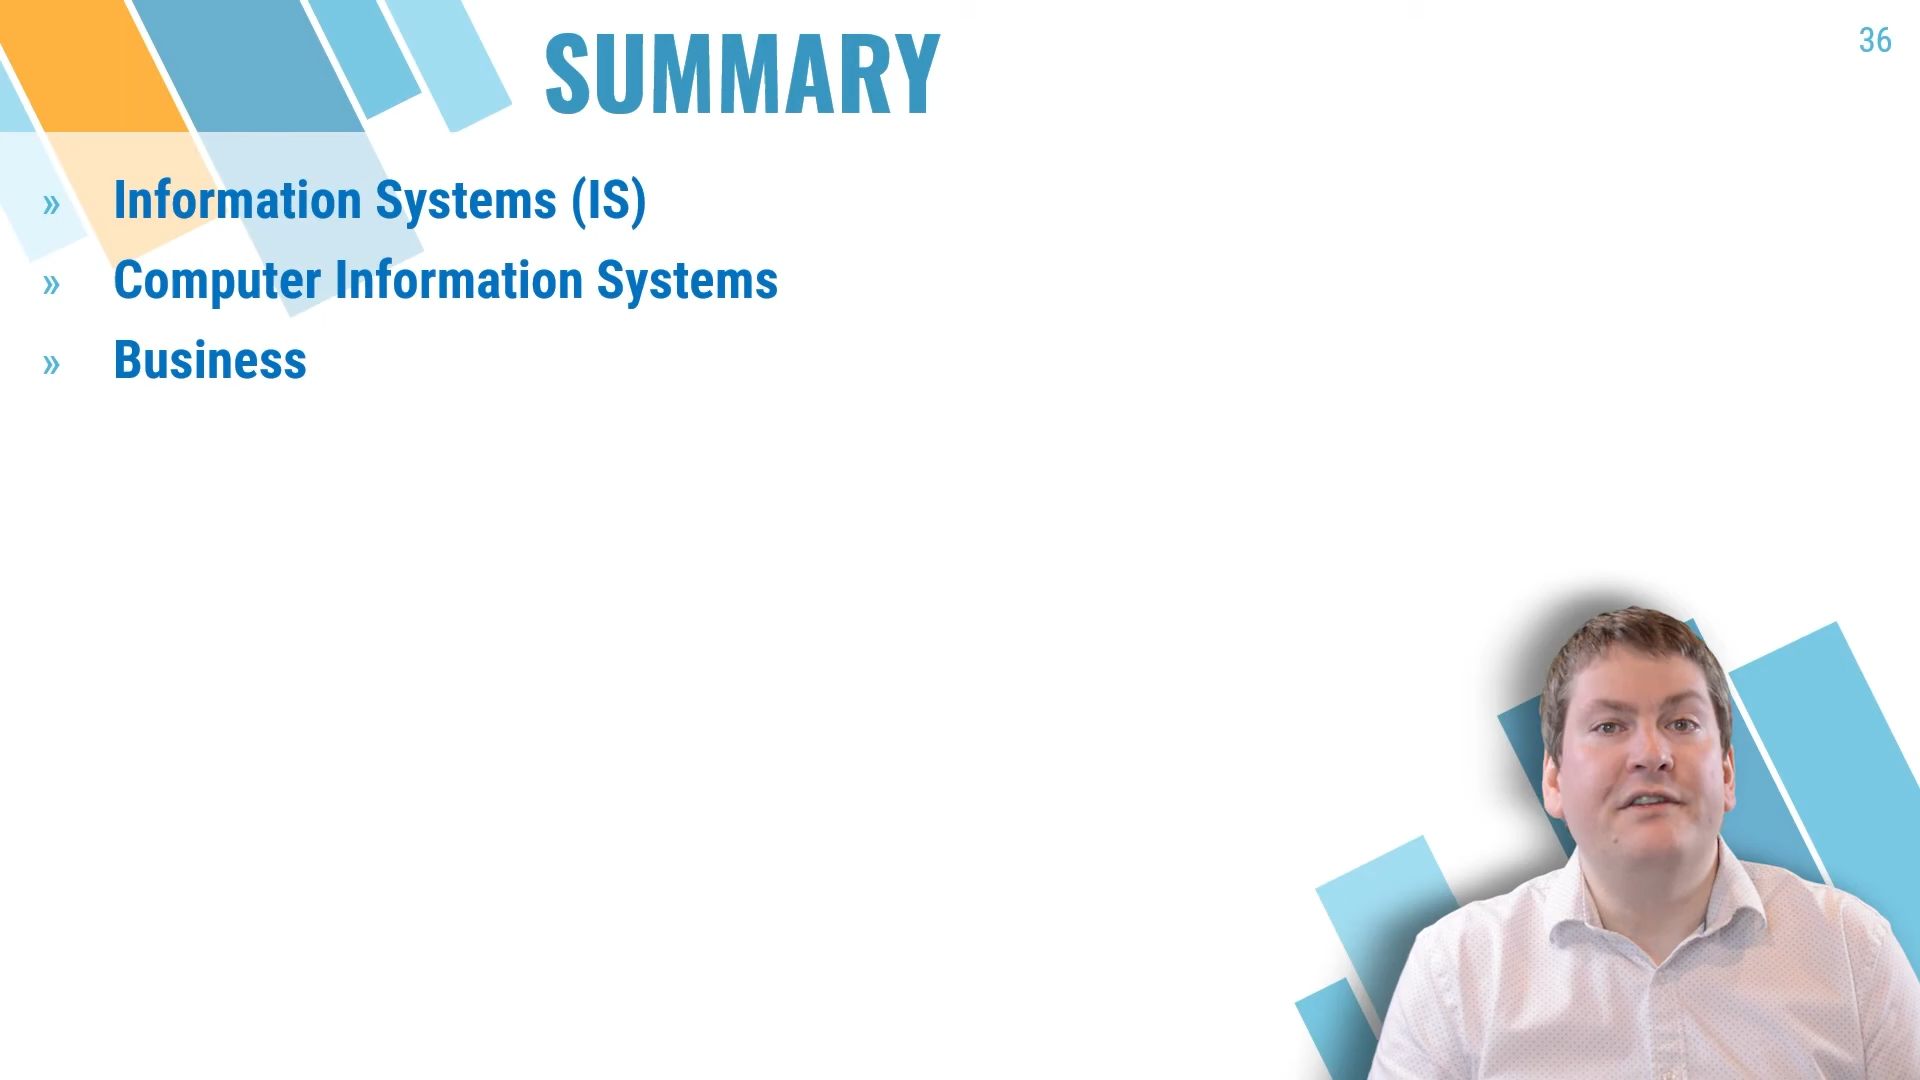 SUMMARY
36
» Information Systems (IS)
» Computer Information Systems
» Business